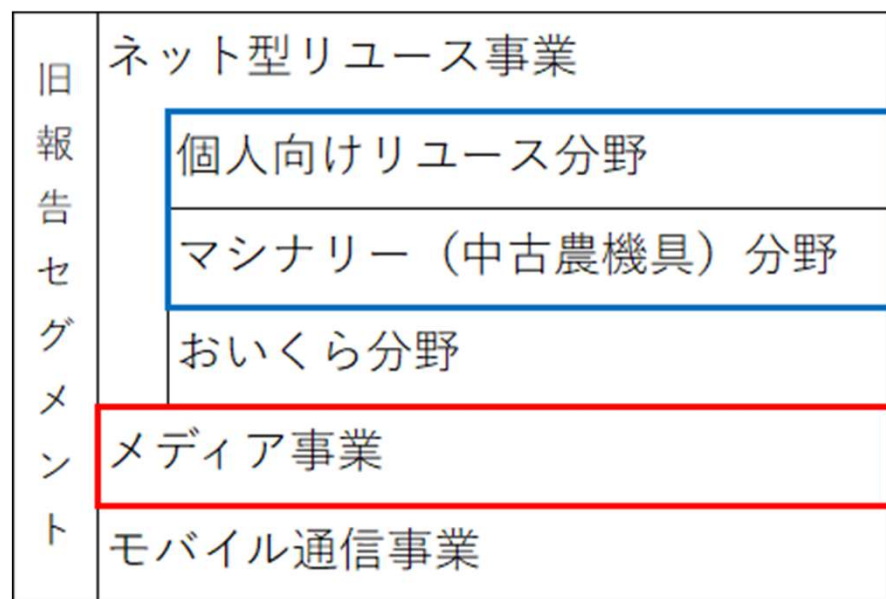 旧報告セグメント
ネット型リユース事業
個人向けリユース分野
マシナリー（中古農機具）分野
おいくら分野
メディア事業
モバイル通信事業